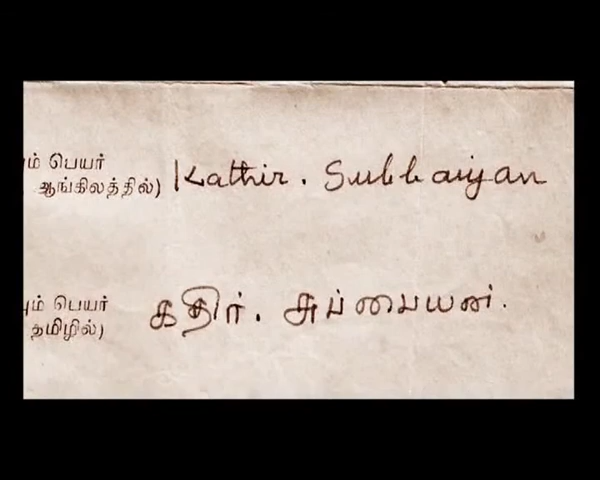 ம் பெயர்
ஆங்கிலத்தில்) Kathir. Subbaiyan
ும் பெயர்
தமிழில்) கதிர். சுப்பையன்.